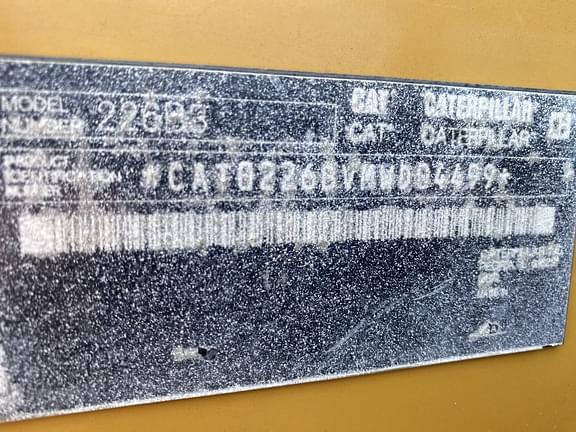 MODEL
NUMBER 226B3
CAT CATERPILLAR
CAT CATERPILLAR
PRODUCT
IDENTIFICATION
NUMBER *CAT0226BVMWD04499*